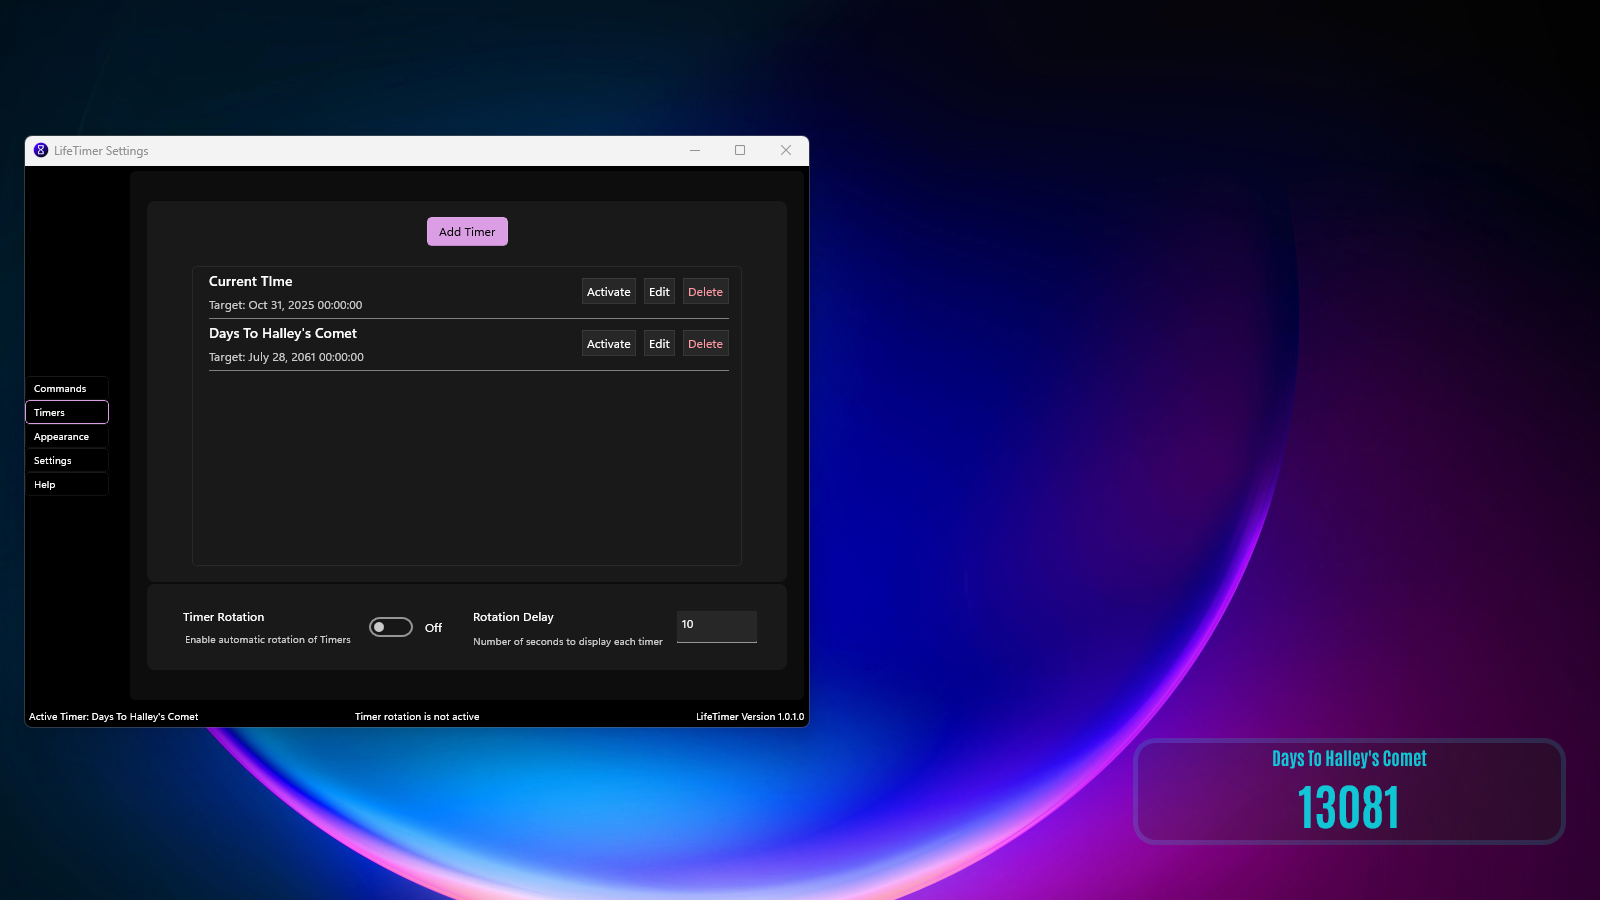 LifeTimer Settings
Add Timer
Current TIme
Target: Oct 31, 2025 00:00:00
Activate
Edit
Delete
Days To Halley's Comet
Target: July 28, 2061 00:00:00
Activate
Edit
Delete
Commands
Timers
Appearance
Settings
Help
Timer Rotation
Enable automatic rotation of Timers
Off
Rotation Delay
Number of seconds to display each timer
10
Active Timer: Days To Halley's Comet
Timer rotation is not active
LifeTimer Version 1.0.1.0
Days To Halley's Comet
13081